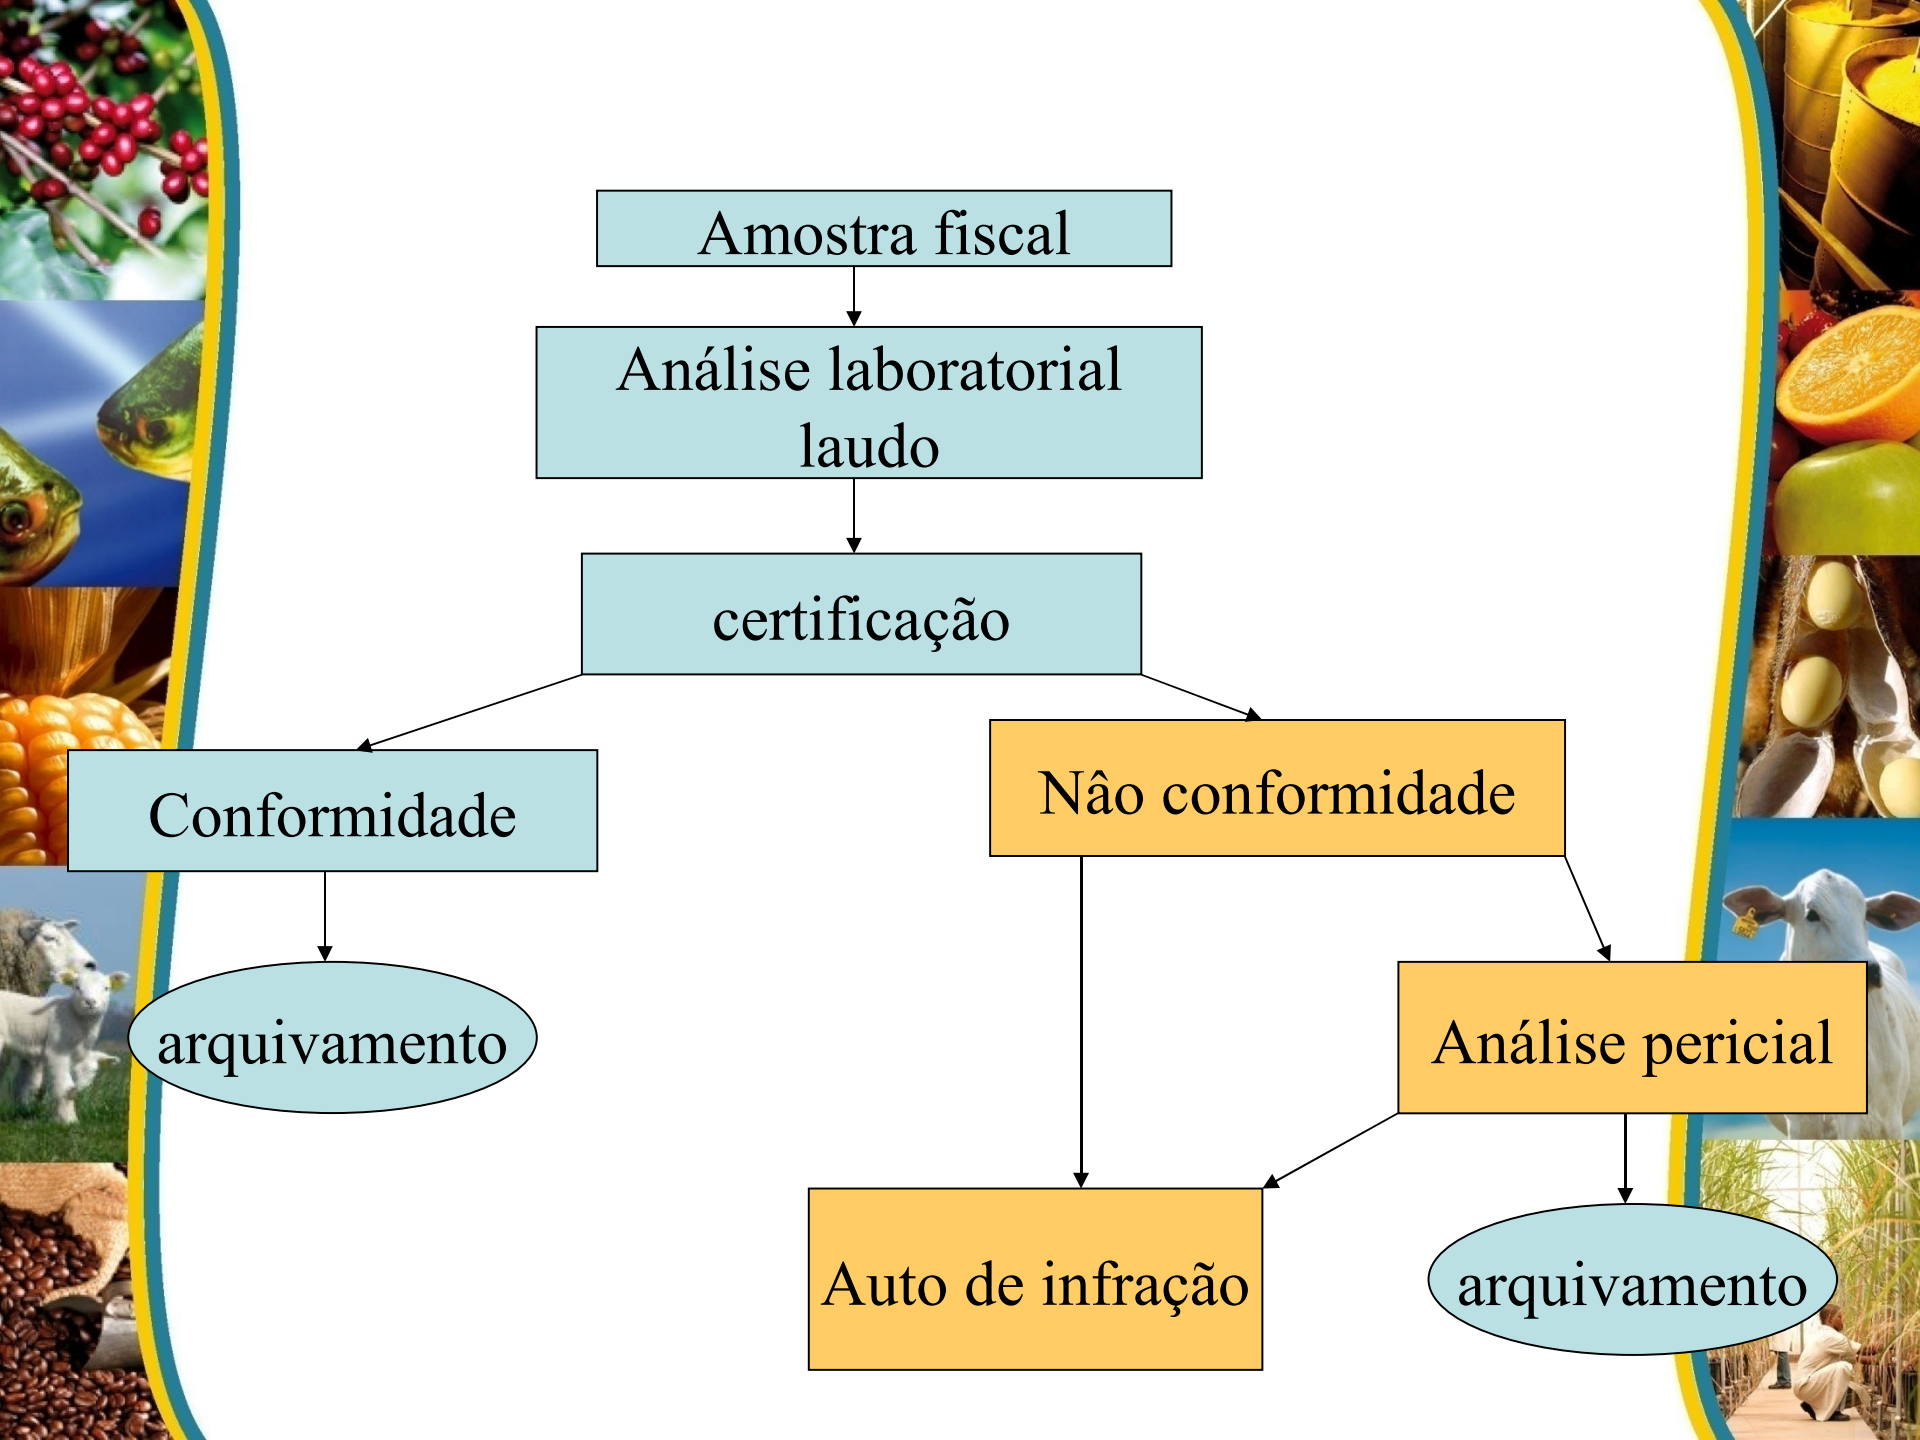 Amostra fiscal
Análise laboratorial
laudo
certificação
Conformidade
Nâo conformidade
arquivamento
Análise pericial
Auto de infração
arquivamento